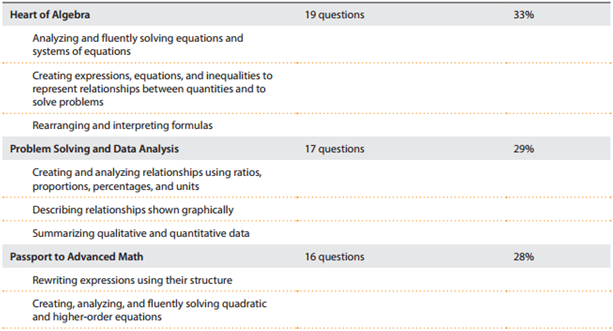 Heart of Algebra 19 questions 33%
Analyzing and fluently solving equations and
systems of equations
Creating expressions, equations, and inequalities to
represent relationships between quantities and to
solve problems
Rearranging and interpreting formulas
Problem Solving and Data Analysis 17 questions 29%
Creating and analyzing relationships using ratios,
proportions, percentages, and units
Describing relationships shown graphically
Summarizing qualitative and quantitative data
Passport to Advanced Math 16 questions 28%
Rewriting expressions using their structure
Creating, analyzing, and fluently solving quadratic
and higher-order equations